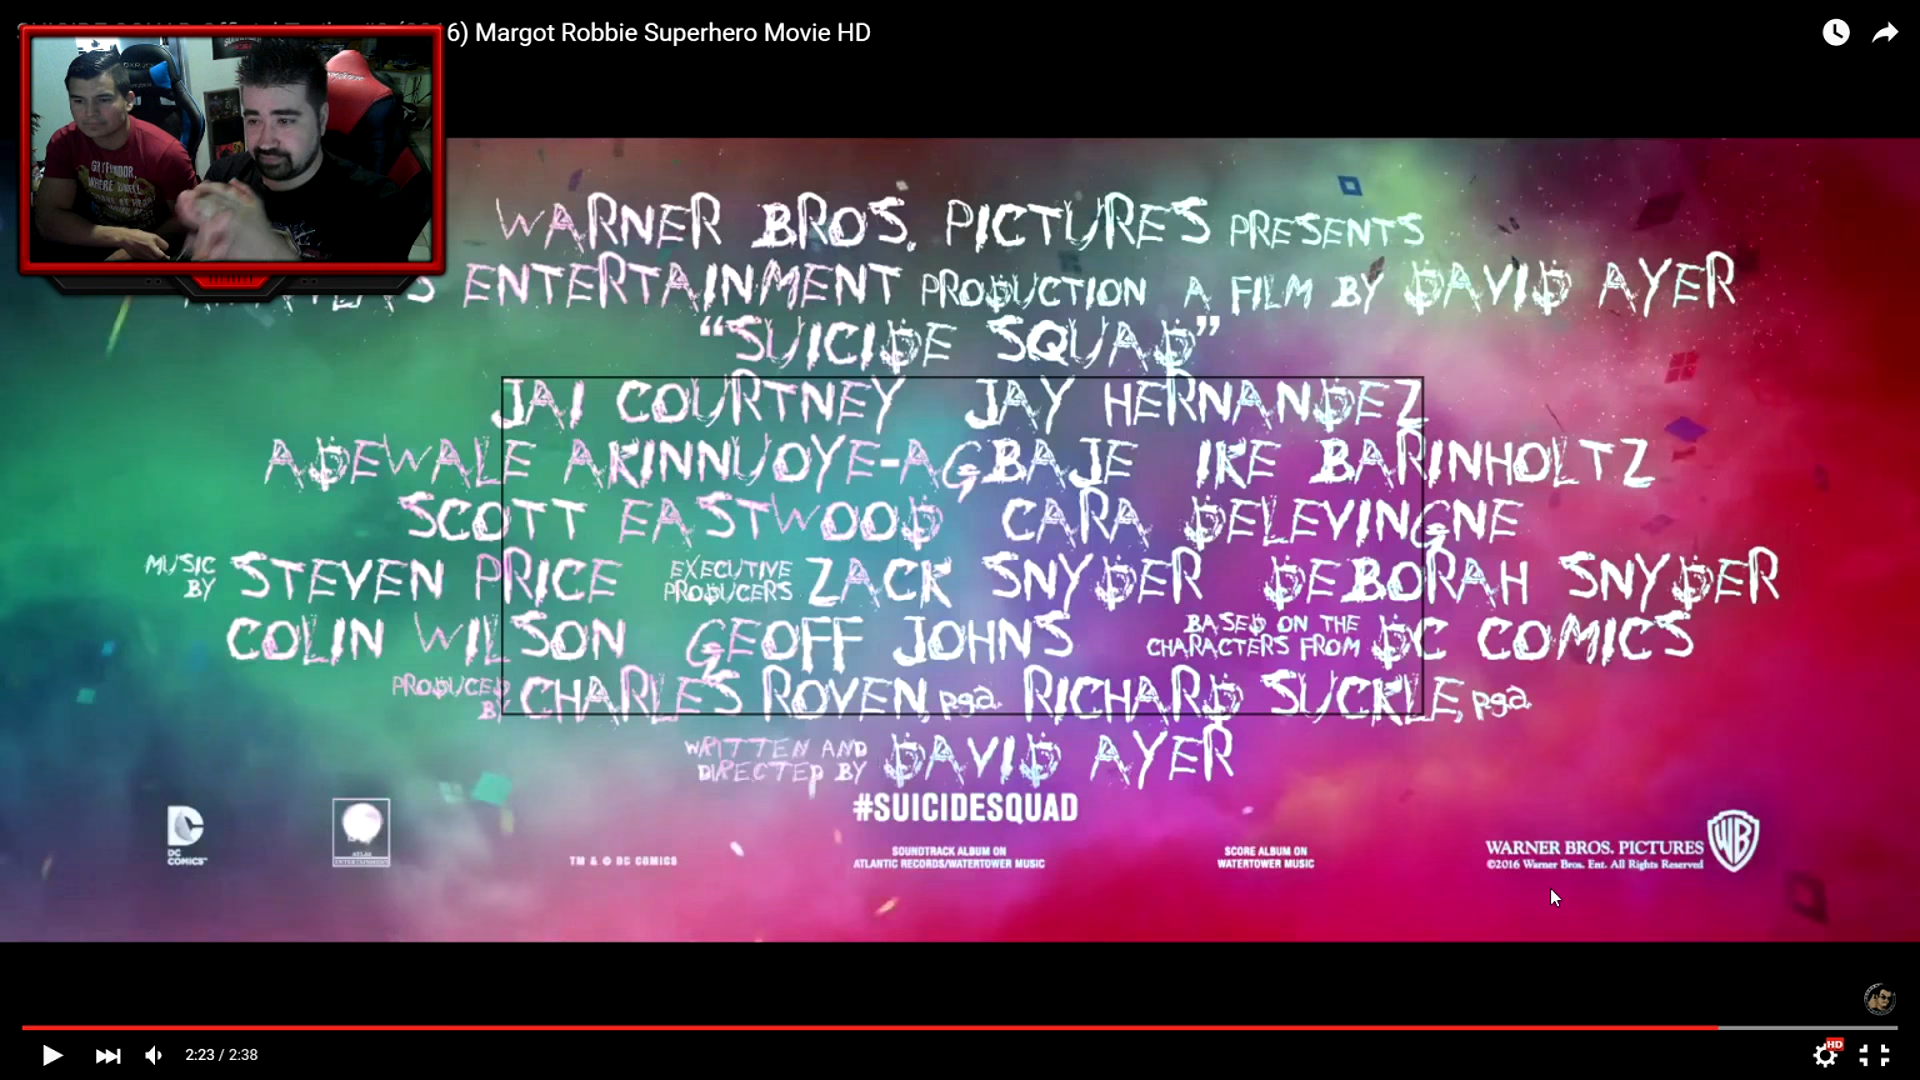 6) Margot Robbie Superhero Movie HD
WARNER BROS. PICTURES PRESENTS
ENTERTAINMENT PRODUCTION A FILM BY DAVID AYER
“SUICIDE SQUAD”
JAI COURTNEY JAY HERNANDEZ
ADEWALE AKINNUOYE-AGBAJE IKE BARINHOLTZ
SCOTT EASTWOOD CARA DELEVINGNE
MUSIC BY STEVEN PRICE EXECUTIVE PRODUCERS ZACK SNYDER DEBORAH SNYDER
COLIN WILSON GEOFF JOHNS BASED ON THE CHARACTERS FROM DC COMICS
PRODUCED BY CHARLES ROVEN, p.g.a. RICHARD SUCKLE, p.g.a.
WRITTEN AND DIRECTED BY DAVID AYER
#SUICIDESQUAD
DC COMICS™
ATLAS ENTERTAINMENT
TM & © DC COMICS
SOUNDTRACK ALBUM ON
ATLANTIC RECORDS/WATERTOWER MUSIC
SCORE ALBUM ON
WATERTOWER MUSIC
WARNER BROS. PICTURES
©2016 Warner Bros. Ent. All Rights Reserved
WB
2:23 / 2:38
HD